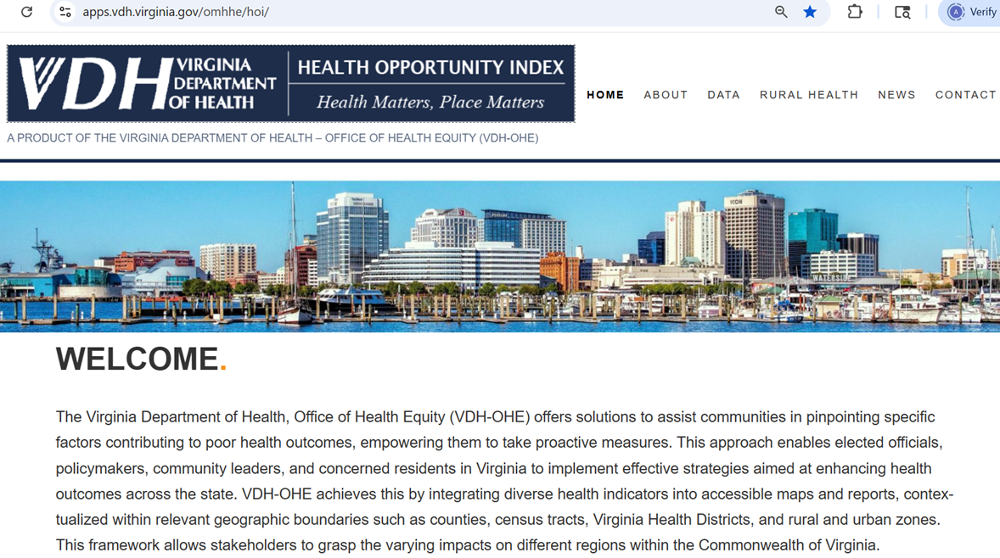 apps.vdh.virginia.gov/omhhe/hoi/
A
Verify
VDH
VIRGINIA
DEPARTMENT
OF HEALTH
HEALTH OPPORTUNITY INDEX
Health Matters, Place Matters
HOME ABOUT DATA RURAL HEALTH NEWS CONTACT
A PRODUCT OF THE VIRGINIA DEPARTMENT OF HEALTH – OFFICE OF HEALTH EQUITY (VDH-OHE)
ICON
WELCOME.
The Virginia Department of Health, Office of Health Equity (VDH-OHE) offers solutions to assist communities in pinpointing specific
factors contributing to poor health outcomes, empowering them to take proactive measures. This approach enables elected officials,
policymakers, community leaders, and concerned residents in Virginia to implement effective strategies aimed at enhancing health
outcomes across the state. VDH-OHE achieves this by integrating diverse health indicators into accessible maps and reports, contex-
tualized within relevant geographic boundaries such as counties, census tracts, Virginia Health Districts, and rural and urban zones.
This framework allows stakeholders to grasp the varying impacts on different regions within the Commonwealth of Virginia.